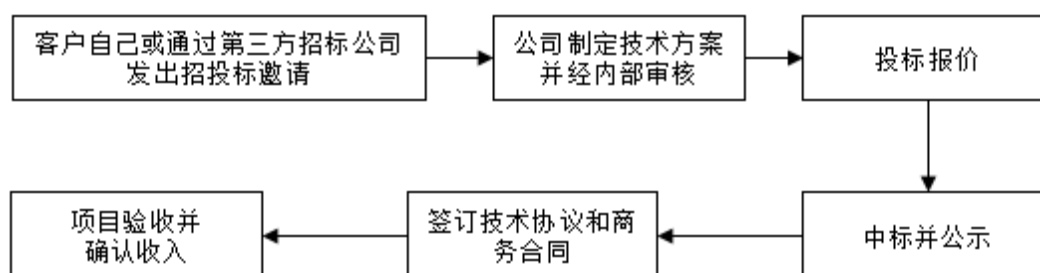 客户自己或通过第三方招标公司
发出招投标邀请
公司制定技术方案
并经内部审核
投标报价
中标并公示
签订技术协议和商
务合同
项目验收并
确认收入